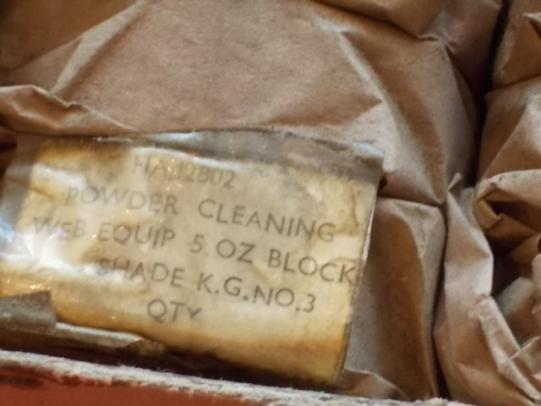 POWDER CLEANING
WEB EQUIP 5 OZ BLOCK
SHADE K.G.NO.3
QTY